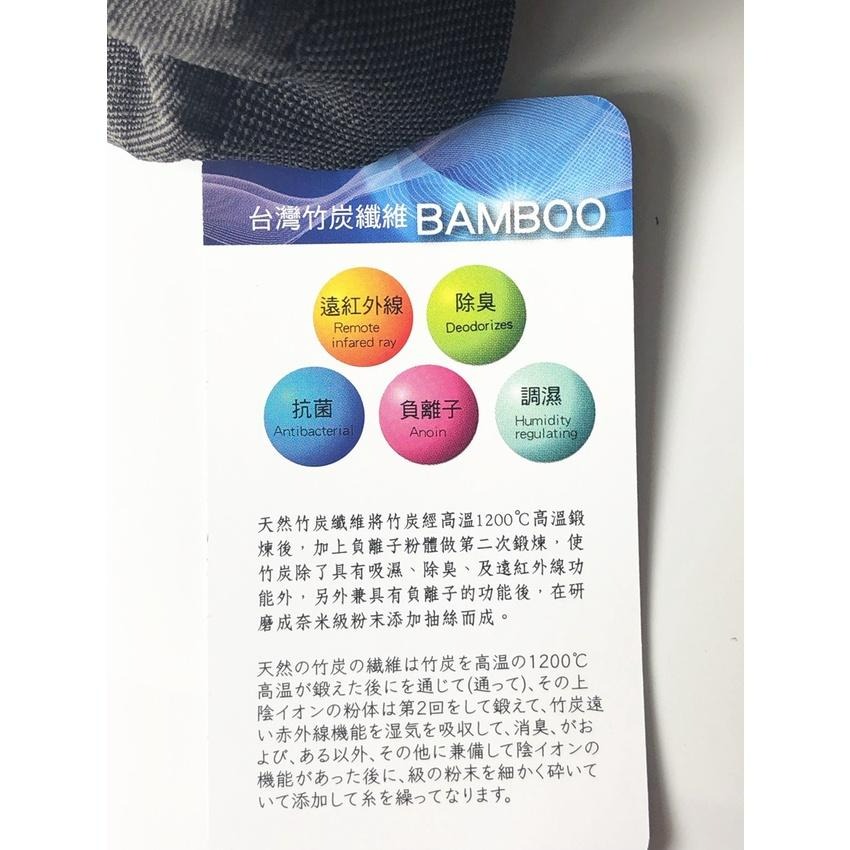 台灣竹炭纖維 BAMBOO
遠紅外線
Remote
infared ray
除臭
Deodorizes
抗菌
Antibacterial
負離子
Anoin
調濕
Humidity
regulating
天然竹炭纖維將竹炭經高溫1200℃高溫鍛
煉後，加上負離子粉體做第二次鍛煉，使
竹炭除了具有吸濕、除臭、及遠紅外線功
能外，另外兼具有負離子的功能後，在研
磨成奈米級粉末添加抽絲而成。
天然の竹炭の繊維は竹炭を高温の1200℃
高温が鍛えた後にを通じて(通って)、その上
陰イオンの粉体は第2回をして鍛えて、竹炭遠
い赤外線機能を湿気を吸収して、消臭、がお
よび、ある以外、その他に兼備して陰イオンの
機能があった後に、級の粉末を細かく砕いて
いて添加して糸を繰ってなります。